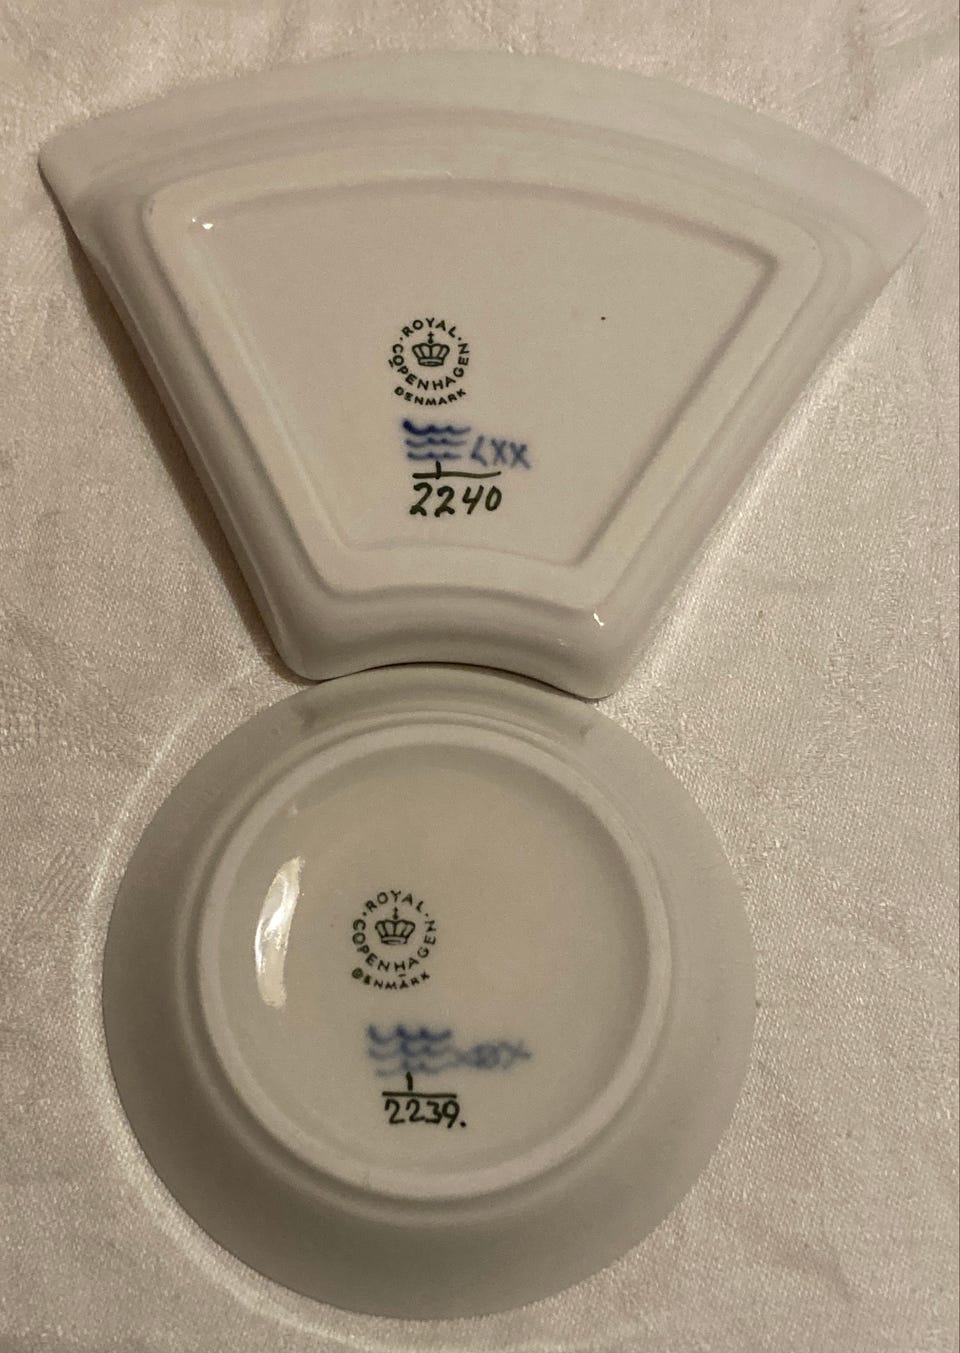 ROYAL
COPENHAGEN
DENMARK
LXX
1
2240
ROYAL
COPENHAGEN
DENMARK
1
2239.